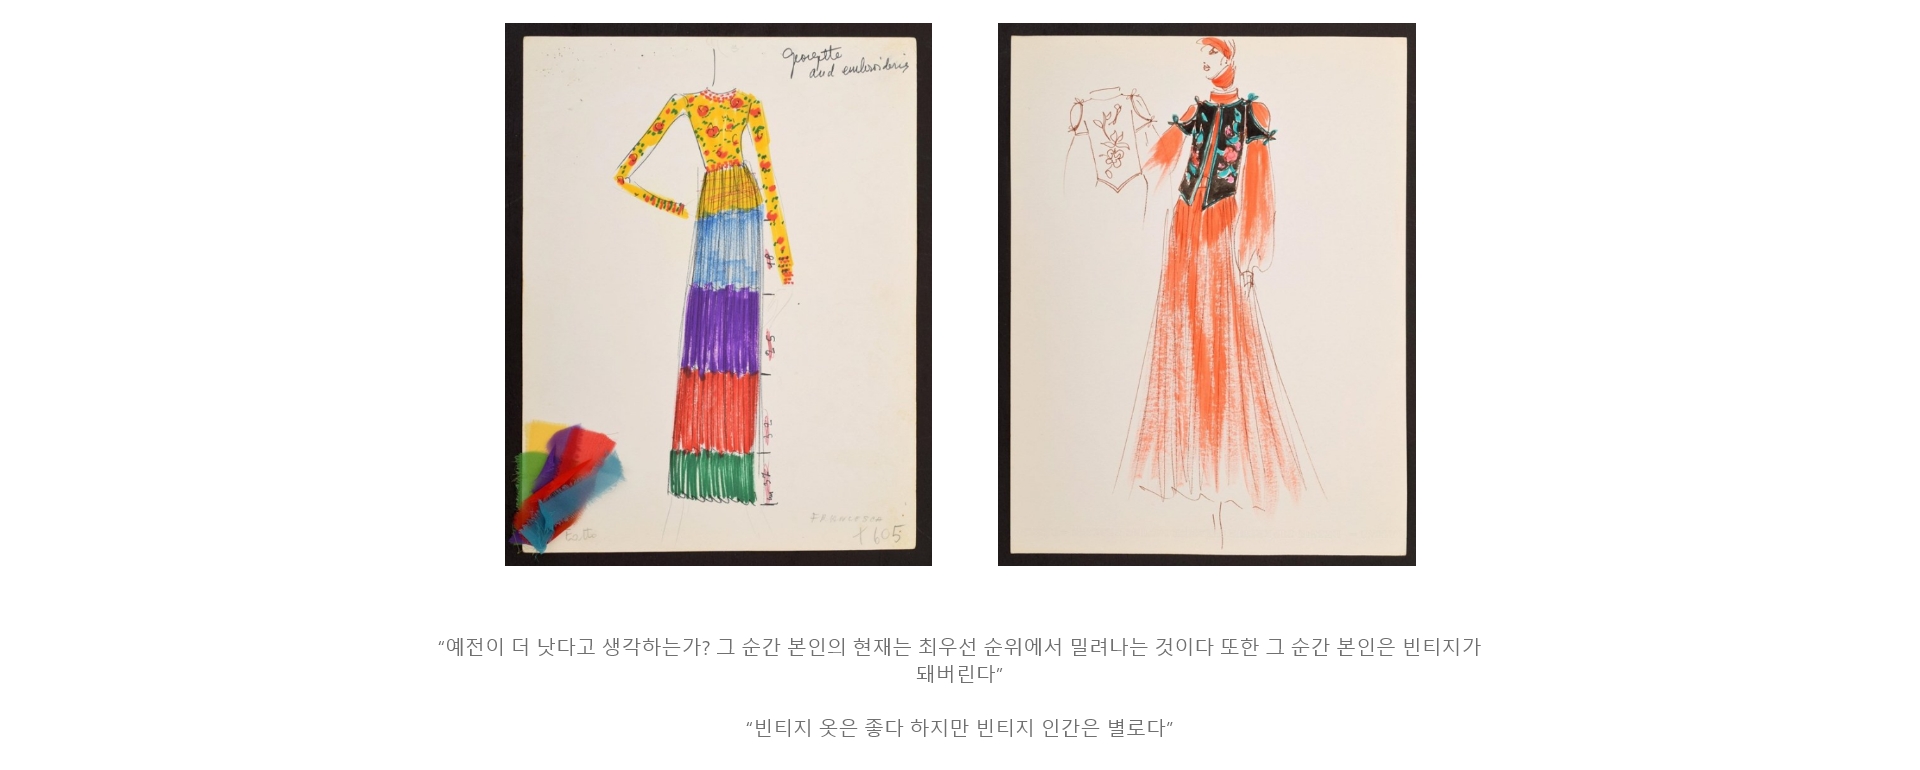 georgette
and embroideries
FRANCESCA
+605
“예전이 더 낫다고 생각하는가? 그 순간 본인의 현재는 최우선 순위에서 밀려나는 것이다 또한 그 순간 본인은 빈티지가
돼버린다”
“빈티지 옷은 좋다 하지만 빈티지 인간은 별로다”